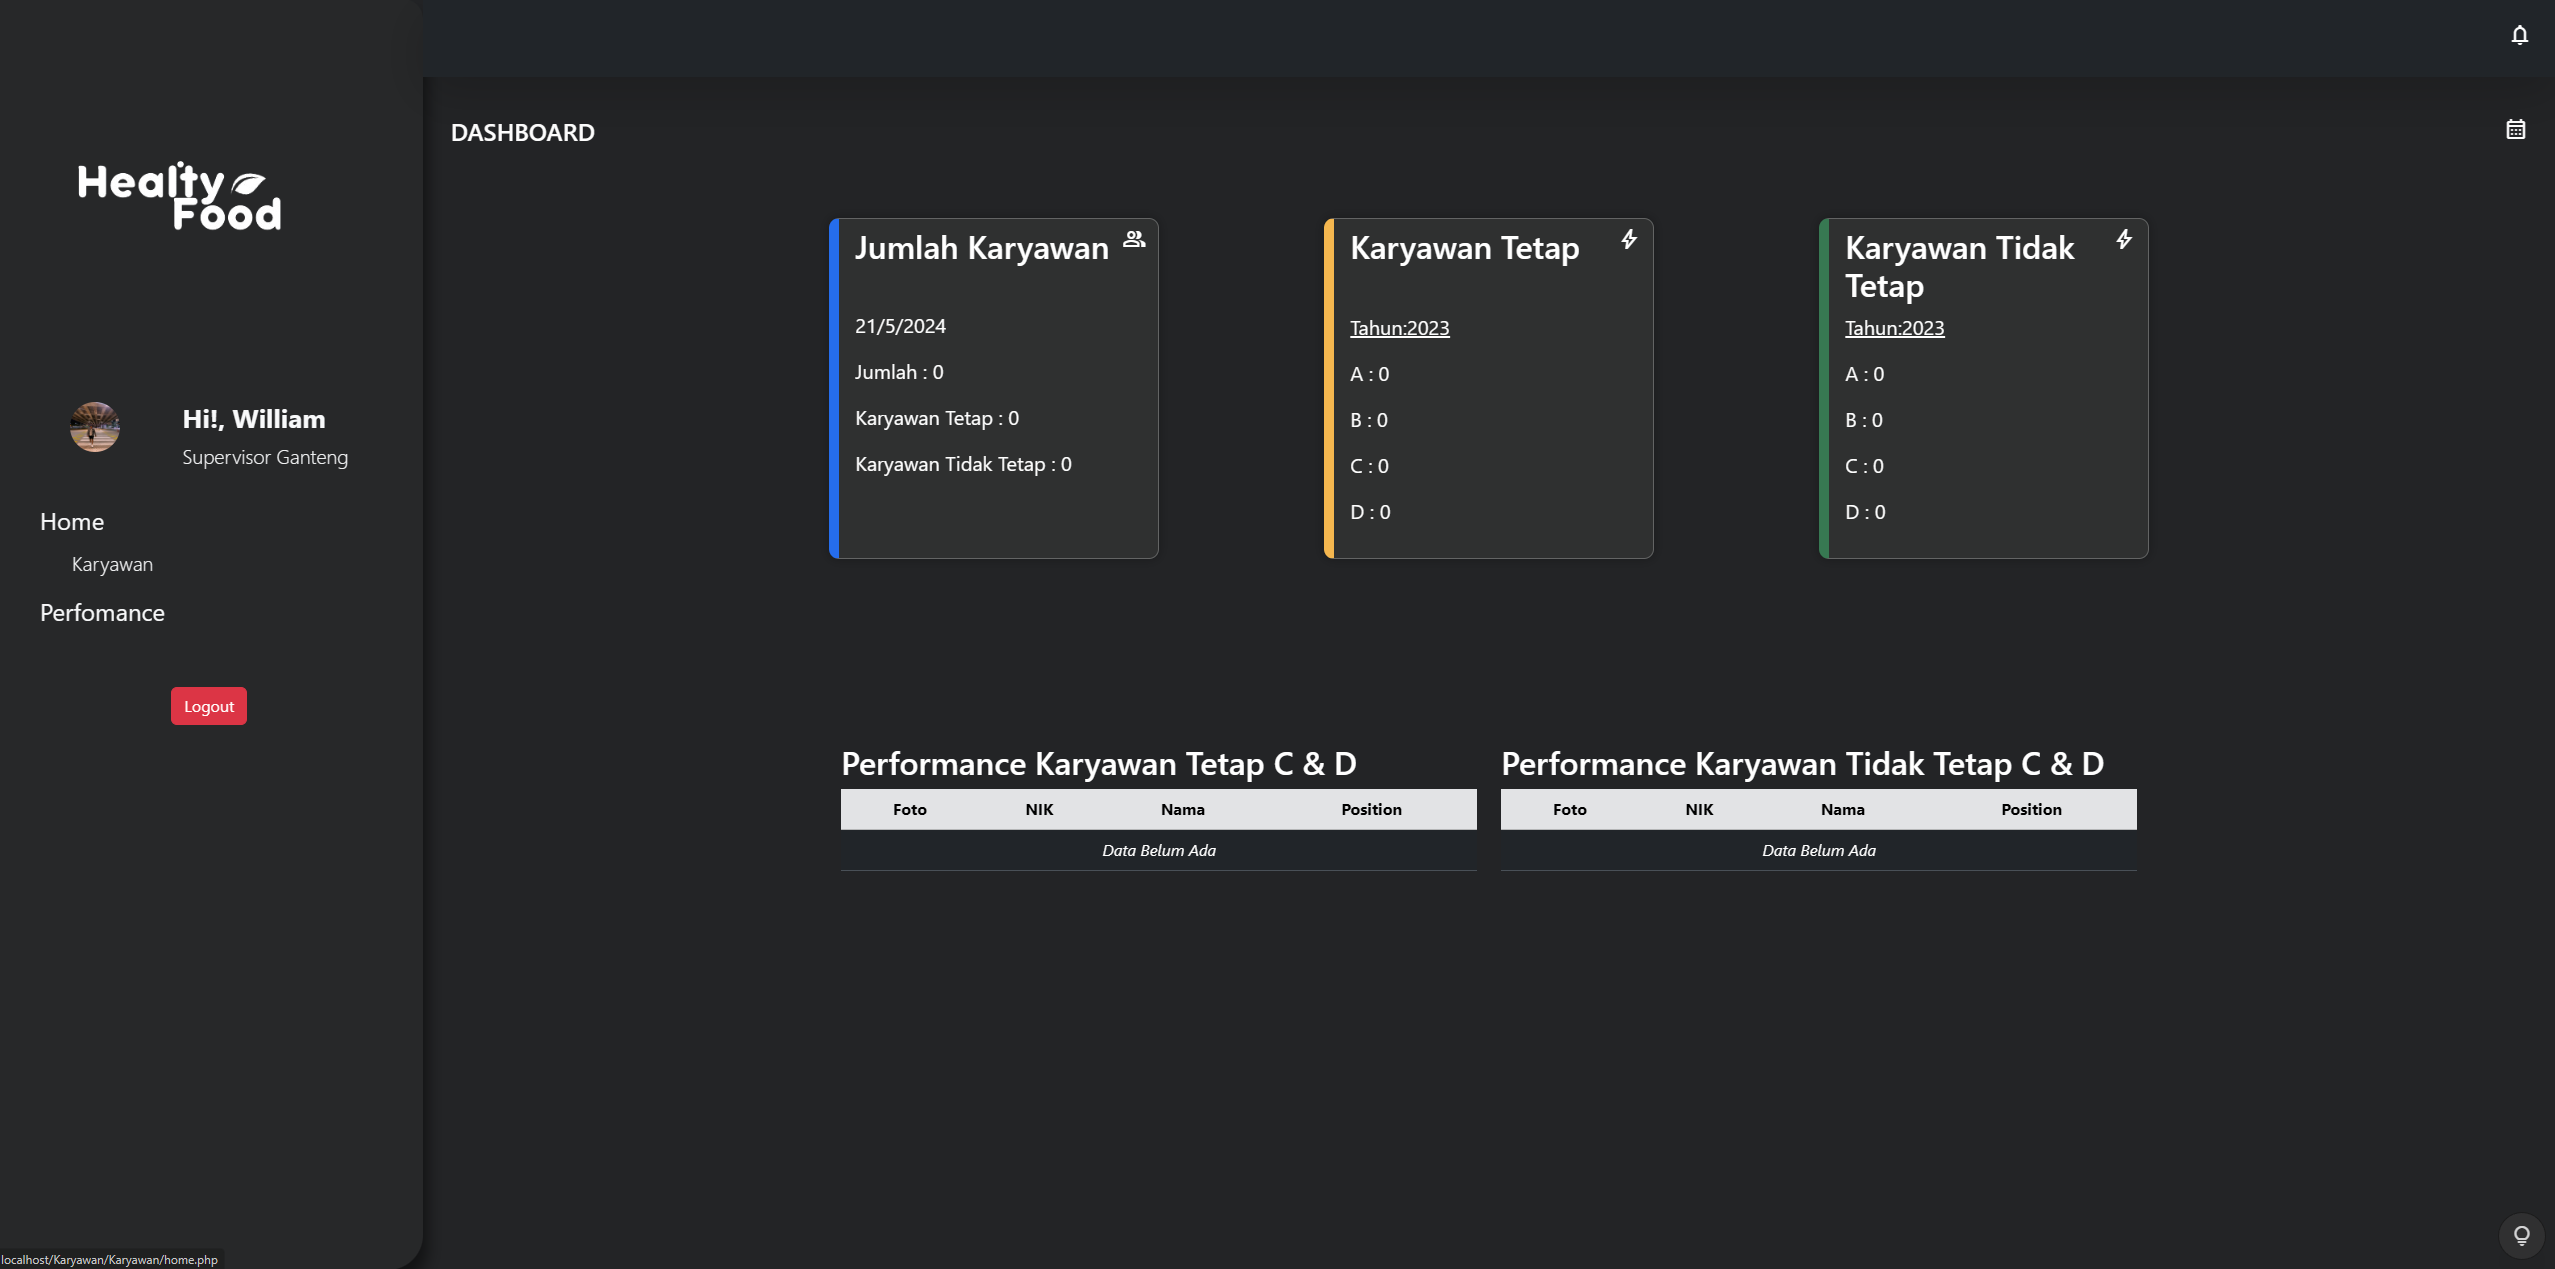 Healty
Food
Hi!, William
Supervisor Ganteng
Home
Karyawan
Perfomance
Logout
DASHBOARD
Jumlah Karyawan
21/5/2024
Jumlah : 0
Karyawan Tetap : 0
Karyawan Tidak Tetap : 0
Karyawan Tetap
Tahun:2023
A : 0
B : 0
C : 0
D : 0
Karyawan Tidak
Tetap
Tahun:2023
A : 0
B : 0
C : 0
D : 0
Performance Karyawan Tetap C & D
Foto NIK Nama Position
Data Belum Ada
Performance Karyawan Tidak Tetap C & D
Foto NIK Nama Position
Data Belum Ada
localhost/Karyawan/Karyawan/home.php